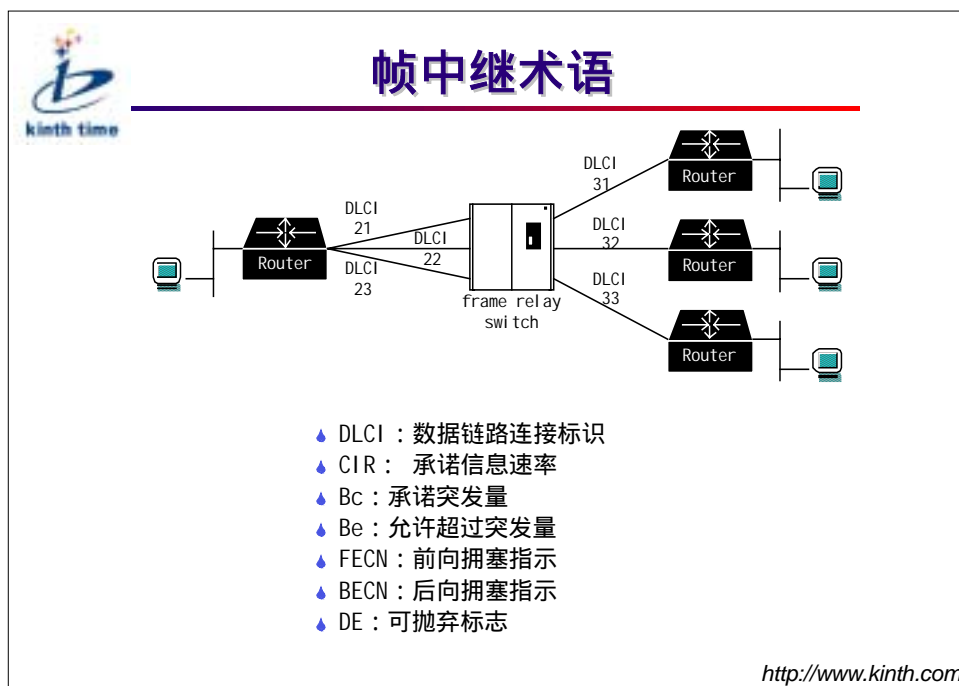 kinth time
帧中继术语
DLCI
31
Router
DLCI
21
DLCI
22
DLCI
32
Router
Router
DLCI
23
DLCI
33
frame relay
switch
Router
DLCI：数据链路连接标识
CIR： 承诺信息速率
Bc：承诺突发量
Be：允许超过突发量
FECN：前向拥塞指示
BECN：后向拥塞指示
DE：可抛弃标志
http://www.kinth.com